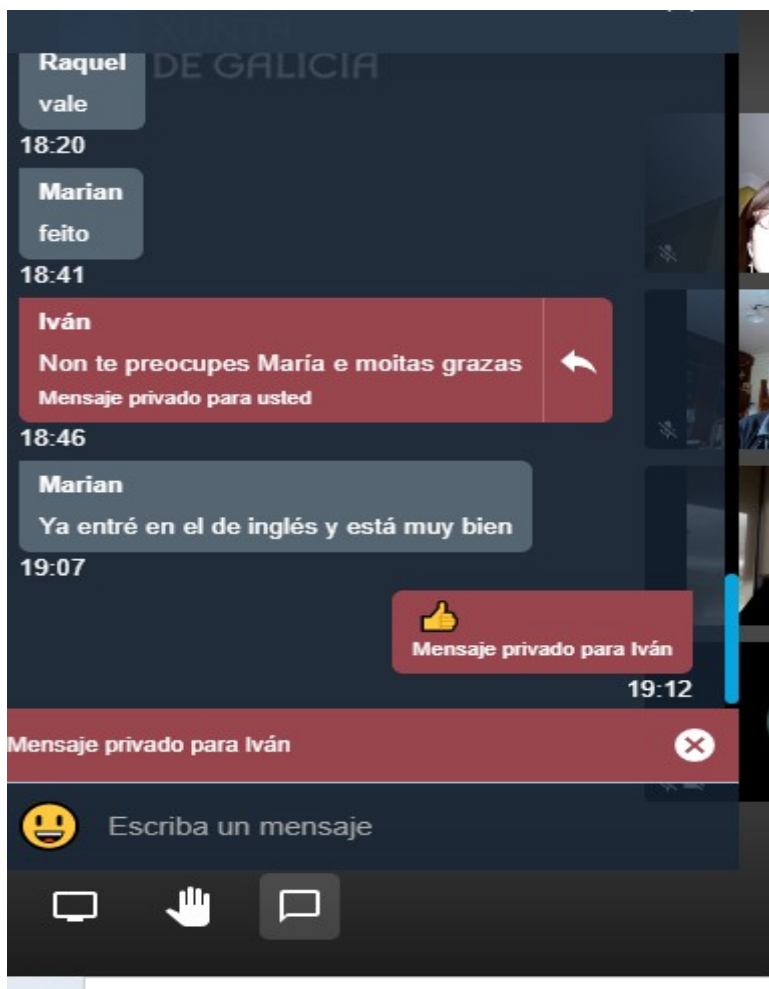 XUNTA
DE GALICIA
Raquel
vale
18:20
Marian
feito
18:41
Iván
Non te preocupes María e moitas grazas
Mensaje privado para usted
18:46
Marian
Ya entré en el de inglés y está muy bien
19:07
👍
Mensaje privado para Iván
19:12
Mensaje privado para Iván
Escriba un mensaje